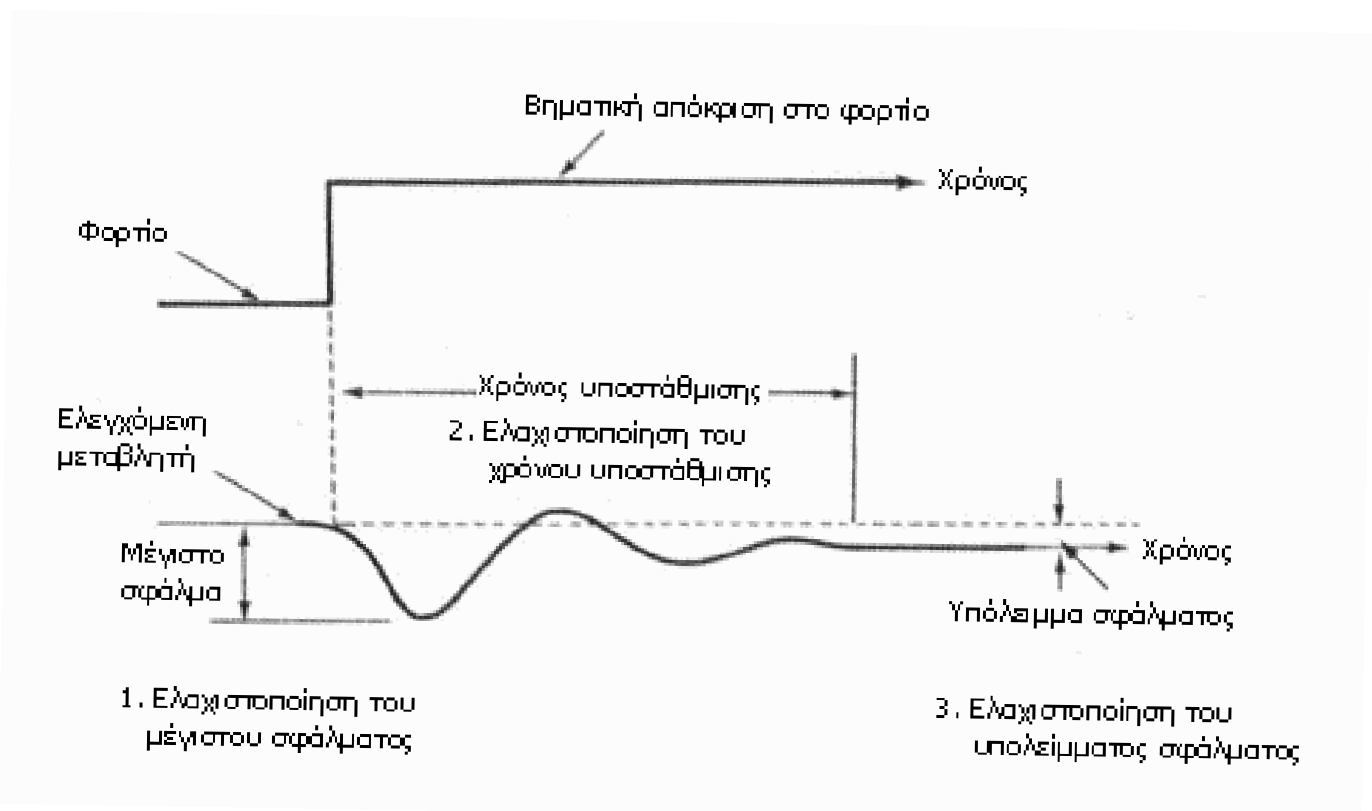 Βηματική απόκριση στο φορτίο
Χρόνος
Φορτίο
Χρόνος υποστάθμισης
Ελεγχόμενη
μεταβλητή
2. Ελαχιστοποίηση του
χρόνου υποστάθμισης
Μέγιστο
σφάλμα
Χρόνος
Υπόλειμμα σφάλματος
1. Ελαχιστοποίηση του
μέγιστου σφάλματος
3. Ελαχιστοποίηση του
υπολείμματος σφάλματος